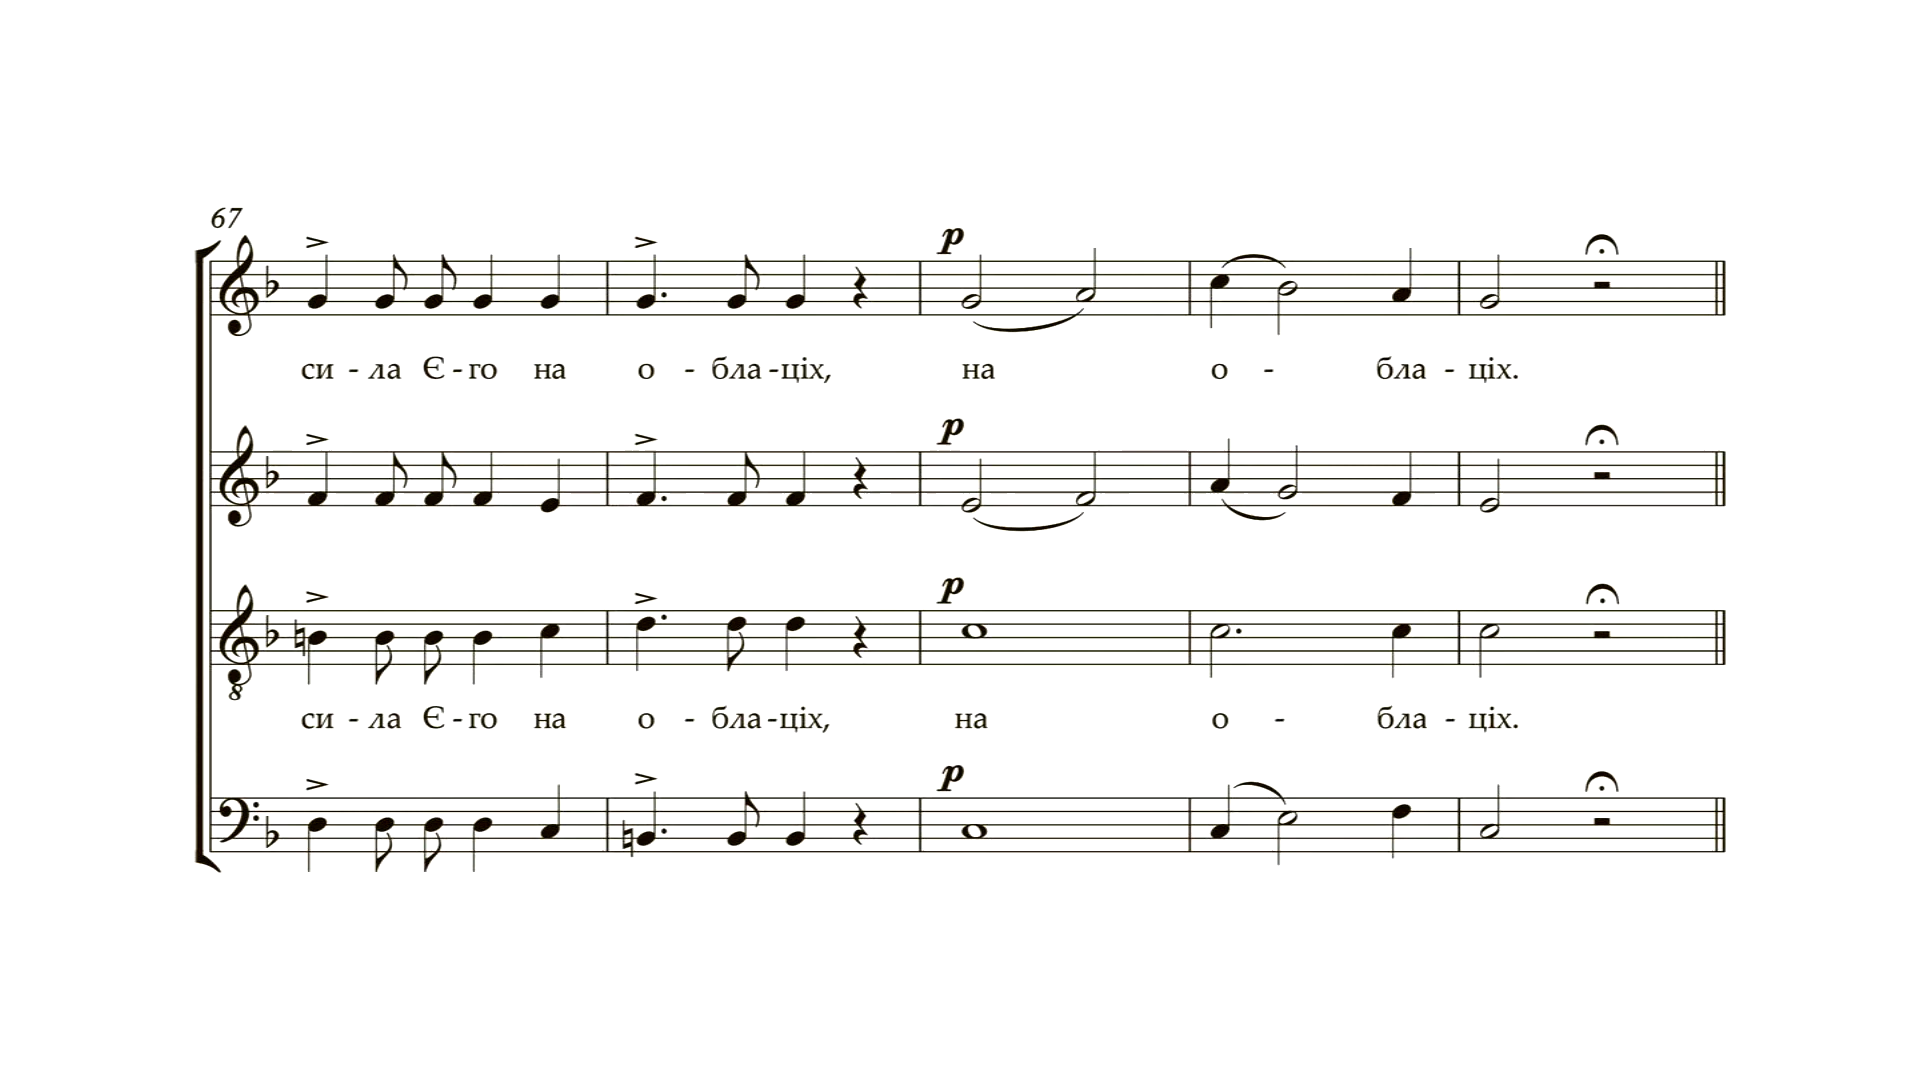 67
p
си - ла Є - го на о - бла - ціх, на о - бла - ціх.
p
p
8
си - ла Є - го на о - бла - ціх, на о - бла - ціх.
p